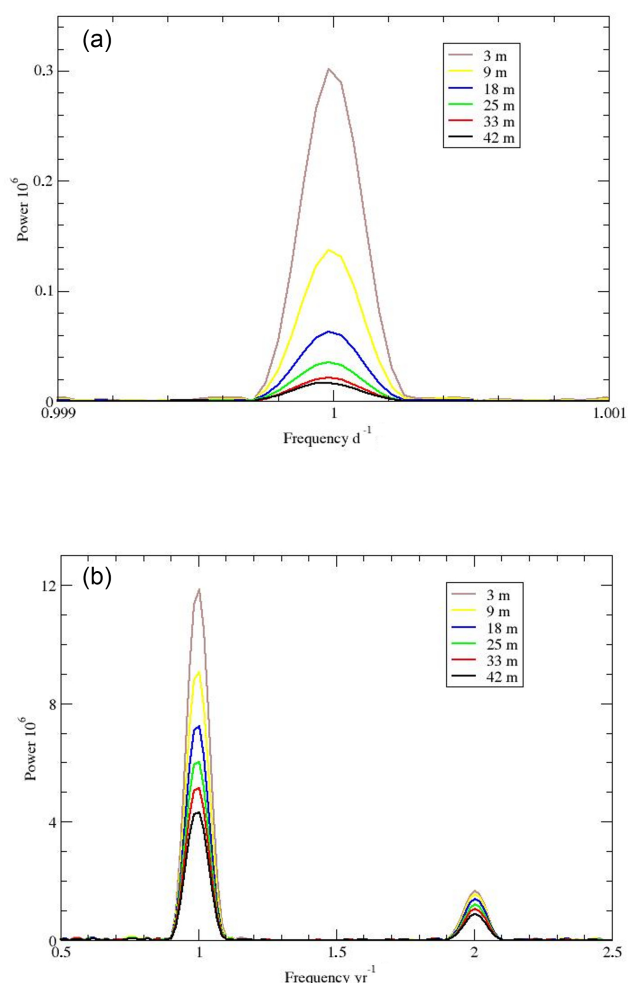 (a)
0.3
0.2
0.1
0
Power 10^6
3 m
9 m
18 m
25 m
33 m
42 m
0.999
1
1.001
Frequency d^-1
(b)
12
8
4
0
Power 10^6
3 m
9 m
18 m
25 m
33 m
42 m
0.5
1
1.5
2
2.5
Frequency yr^-1